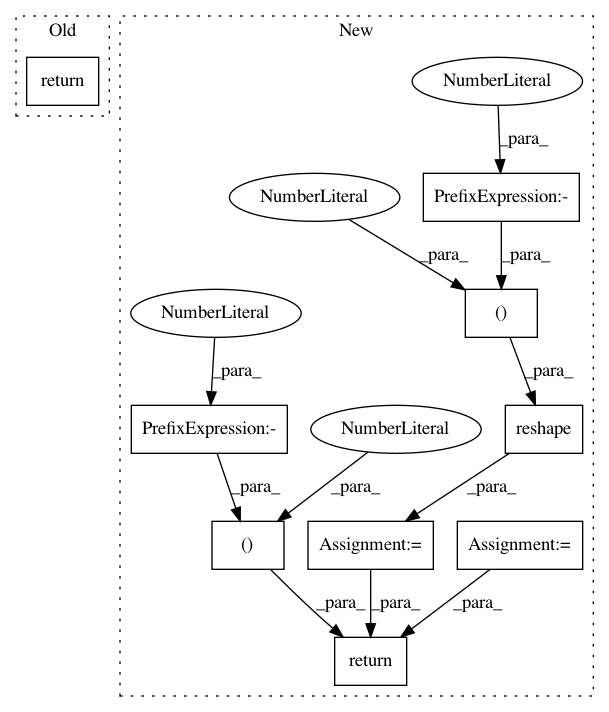 Old
New
return
NumberLiteral
_para_
NumberLiteral
PrefixExpression:-
_para_
_para_
NumberLiteral
()
_para_
_para_
PrefixExpression:-
NumberLiteral
reshape
_para_
_para_
_para_
()
Assignment:=
Assignment:=
_para_
_para_
_para_
return